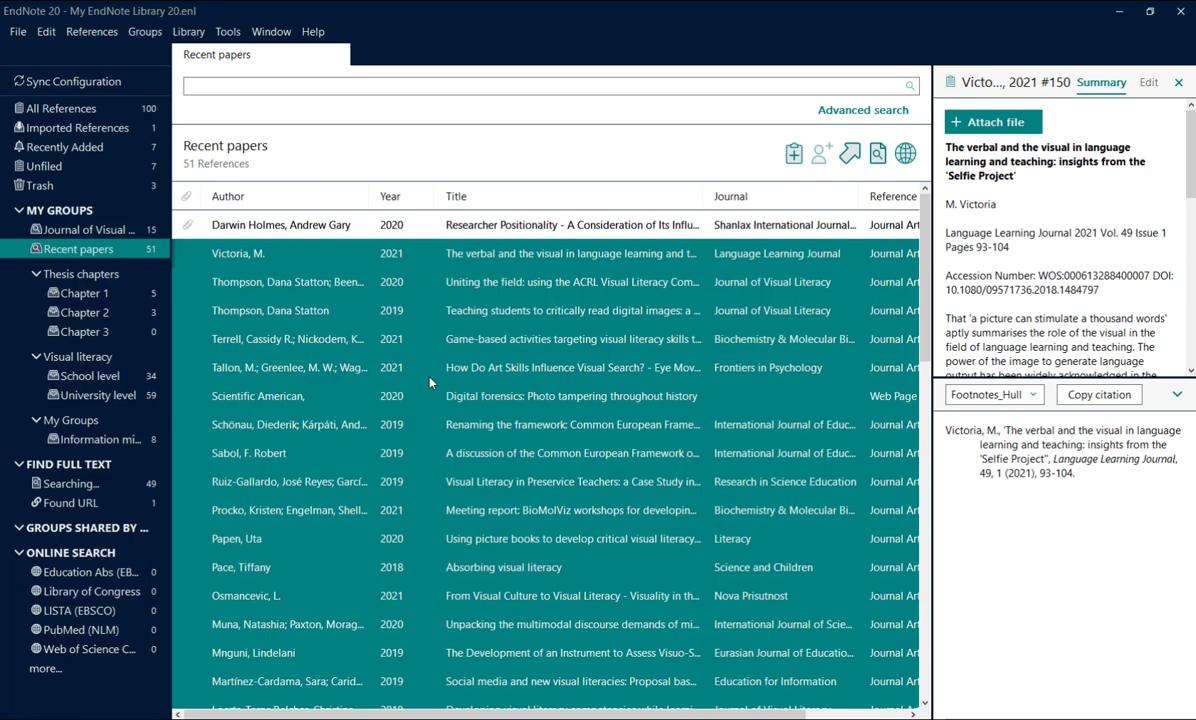 EndNote 20 - My EndNote Library 20.enl
File Edit References Groups Library Tools Window Help
Sync Configuration
All References 100
Imported References 1
Recently Added 7
Unfiled 7
Trash 3
MY GROUPS
Journal of Visual ... 15
Recent papers 51
Thesis chapters
Chapter 1 5
Chapter 2 3
Chapter 3 0
Visual literacy
School level 34
University level 59
My Groups
Information mi... 8
FIND FULL TEXT
Searching... 49
Found URL 1
GROUPS SHARED BY ...
ONLINE SEARCH
Education Abs (EB... 0
Library of Congress 0
LISTA (EBSCO) 0
PubMed (NLM) 0
Web of Science C... 0
more...
Recent papers
Advanced search
Recent papers
51 References
Author Year Title Journal Reference
Darwin Holmes, Andrew Gary 2020 Researcher Positionality - A Consideration of Its Influ... Shanlax International Journal... Journal Art
Victoria, M. 2021 The verbal and the visual in language learning and t... Language Learning Journal Journal Art
Thompson, Dana Statton; Been... 2020 Uniting the field: using the ACRL Visual Literacy Com... Journal of Visual Literacy Journal Art
Thompson, Dana Statton 2019 Teaching students to critically read digital images: a ... Journal of Visual Literacy Journal Art
Terrell, Cassidy R.; Nickodem, K... 2021 Game-based activities targeting visual literacy skills t... Biochemistry & Molecular Bi... Journal Art
Tallon, M.; Greenlee, M. W.; Wag... 2021 How Do Art Skills Influence Visual Search? - Eye Mov... Frontiers in Psychology Journal Art
Scientific American, 2020 Digital forensics: Photo tampering throughout history Web Page
Schönau, Diederik; Kárpáti, And... 2019 Renaming the framework: Common European Frame... International Journal of Educ... Journal Art
Sabol, F. Robert 2019 A discussion of the Common European Framework o... International Journal of Educ... Journal Art
Ruiz-Gallardo, José Reyes; Garcí... 2019 Visual Literacy in Preservice Teachers: a Case Study in... Research in Science Education Journal Art
Procko, Kristen; Engelman, Shell... 2021 Meeting report: BioMolViz workshops for developin... Biochemistry & Molecular Bi... Journal Art
Papen, Uta 2020 Using picture books to develop critical visual literacy... Literacy Journal Art
Pace, Tiffany 2018 Absorbing visual literacy Science and Children Journal Art
Osmancevic, L. 2021 From Visual Culture to Visual Literacy - Visuality in th... Nova Prisutnost Journal Art
Muna, Natashia; Paxton, Morag... 2020 Unpacking the multimodal discourse demands of mi... International Journal of Scie... Journal Art
Mnguni, Lindelani 2019 The Development of an Instrument to Assess Visuo-S... Eurasian Journal of Educatio... Journal Art
Martínez-Cardama, Sara; Carid... 2019 Social media and new visual literacies: Proposal bas... Education for Information Journal Art
Victo..., 2021 #150 Summary Edit
+ Attach file
The verbal and the visual in language
learning and teaching: insights from the
'Selfie Project'
M. Victoria
Language Learning Journal 2021 Vol. 49 Issue 1
Pages 93-104
Accession Number: WOS:000613288400007 DOI:
10.1080/09571736.2018.1484797
That 'a picture can stimulate a thousand words'
aptly summarises the role of the visual in the
field of language learning and teaching. The
power of the image to generate language
output has been widely acknowledged in the
Footnotes_Hull Copy citation
Victoria, M., 'The verbal and the visual in language
learning and teaching: insights from the
'Selfie Project'', Language Learning Journal,
49, 1 (2021), 93-104.